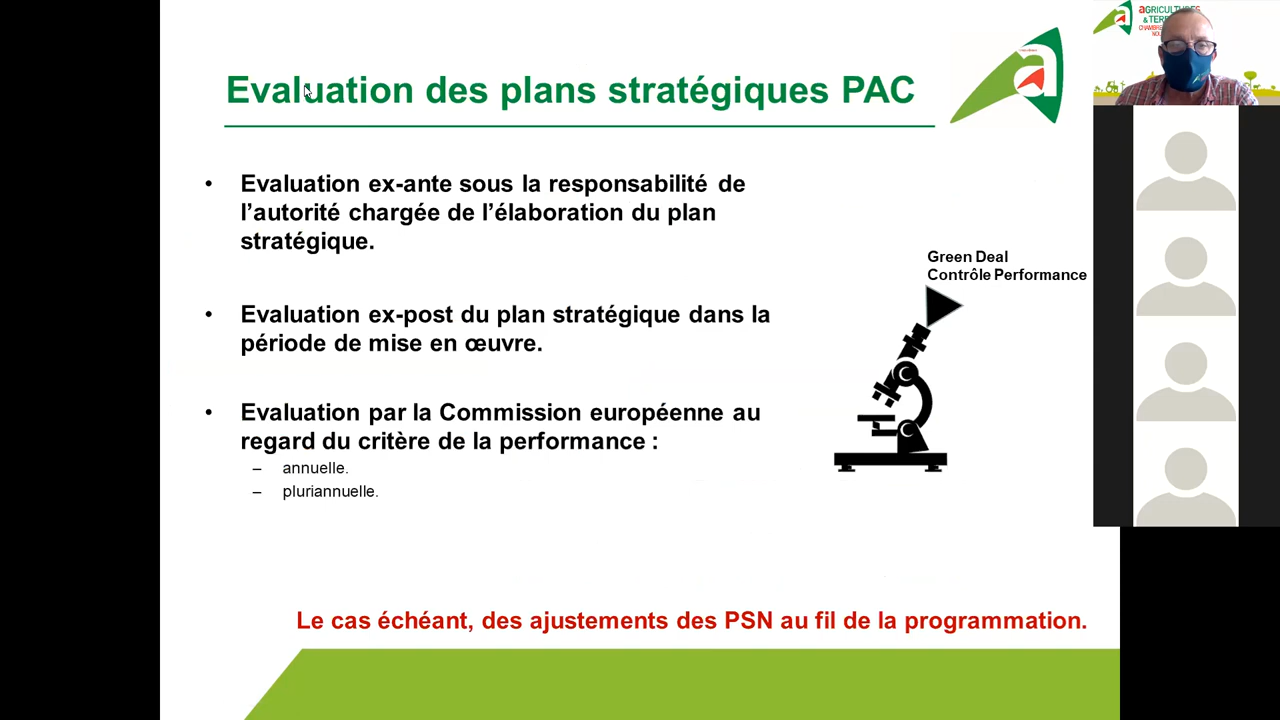 Evaluation des plans stratégiques PAC
• Evaluation ex-ante sous la responsabilité de
l’autorité chargée de l’élaboration du plan
stratégique.
• Evaluation ex-post du plan stratégique dans la
période de mise en œuvre.
• Evaluation par la Commission européenne au
regard du critère de la performance :
– annuelle.
– pluriannuelle.
Green Deal
Contrôle Performance
Le cas échéant, des ajustements des PSN au fil de la programmation.